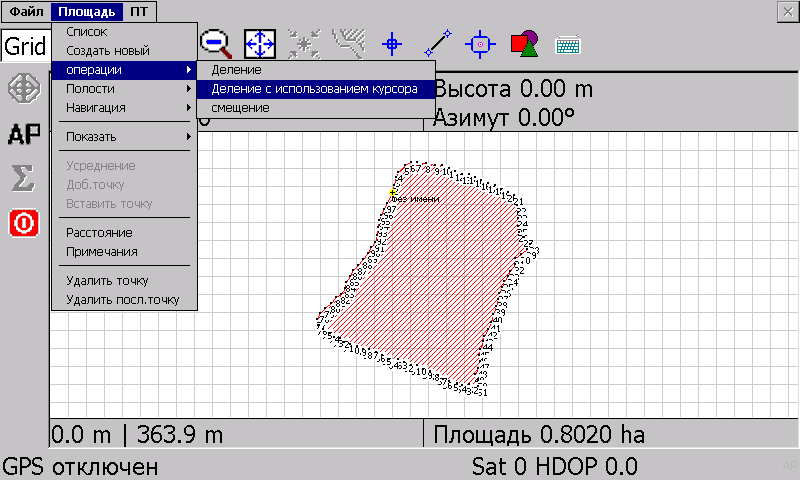 Файл Площадь ПТ
Grid
Список
Создать новый
операции
Полости
Навигация
Показать
Усреднение
Доб.точку
Вставить точку
Расстояние
Примечания
Удалить точку
Удалить посл.точку
Деление
Деление с использованием курсора
смещение
Высота 0.00 m
Азимут 0.00°
AP
без имени
0.0 m | 363.9 m
Площадь 0.8020 ha
GPS отключен
Sat 0 HDOP 0.0
AP